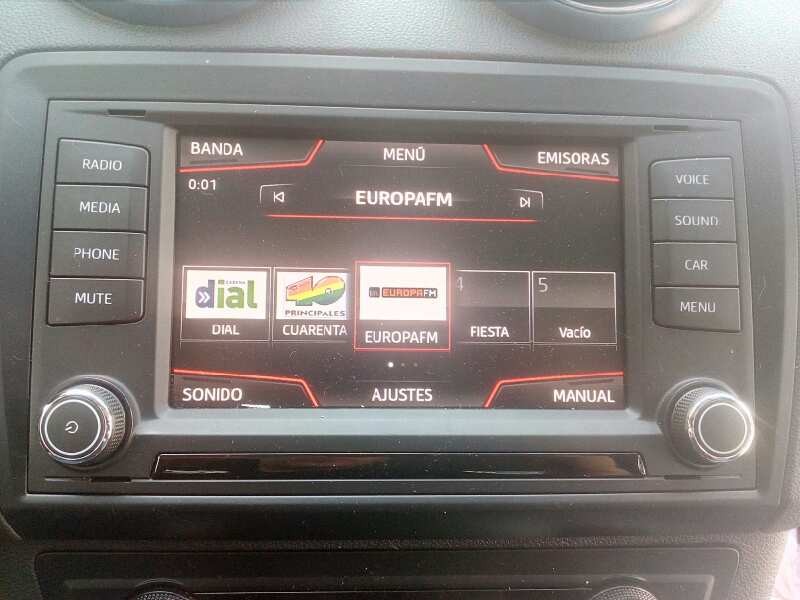 RADIO
MEDIA
PHONE
MUTE
BANDA
MENÚ
EMISORAS
0:01
EUROPAFM
CADENA
dial
DIAL
40
PRINCIPALES
CUARENTA
EUROPAFM
EUROPAFM
4
FIESTA
5
Vacío
SONIDO
AJUSTES
MANUAL
VOICE
SOUND
CAR
MENU